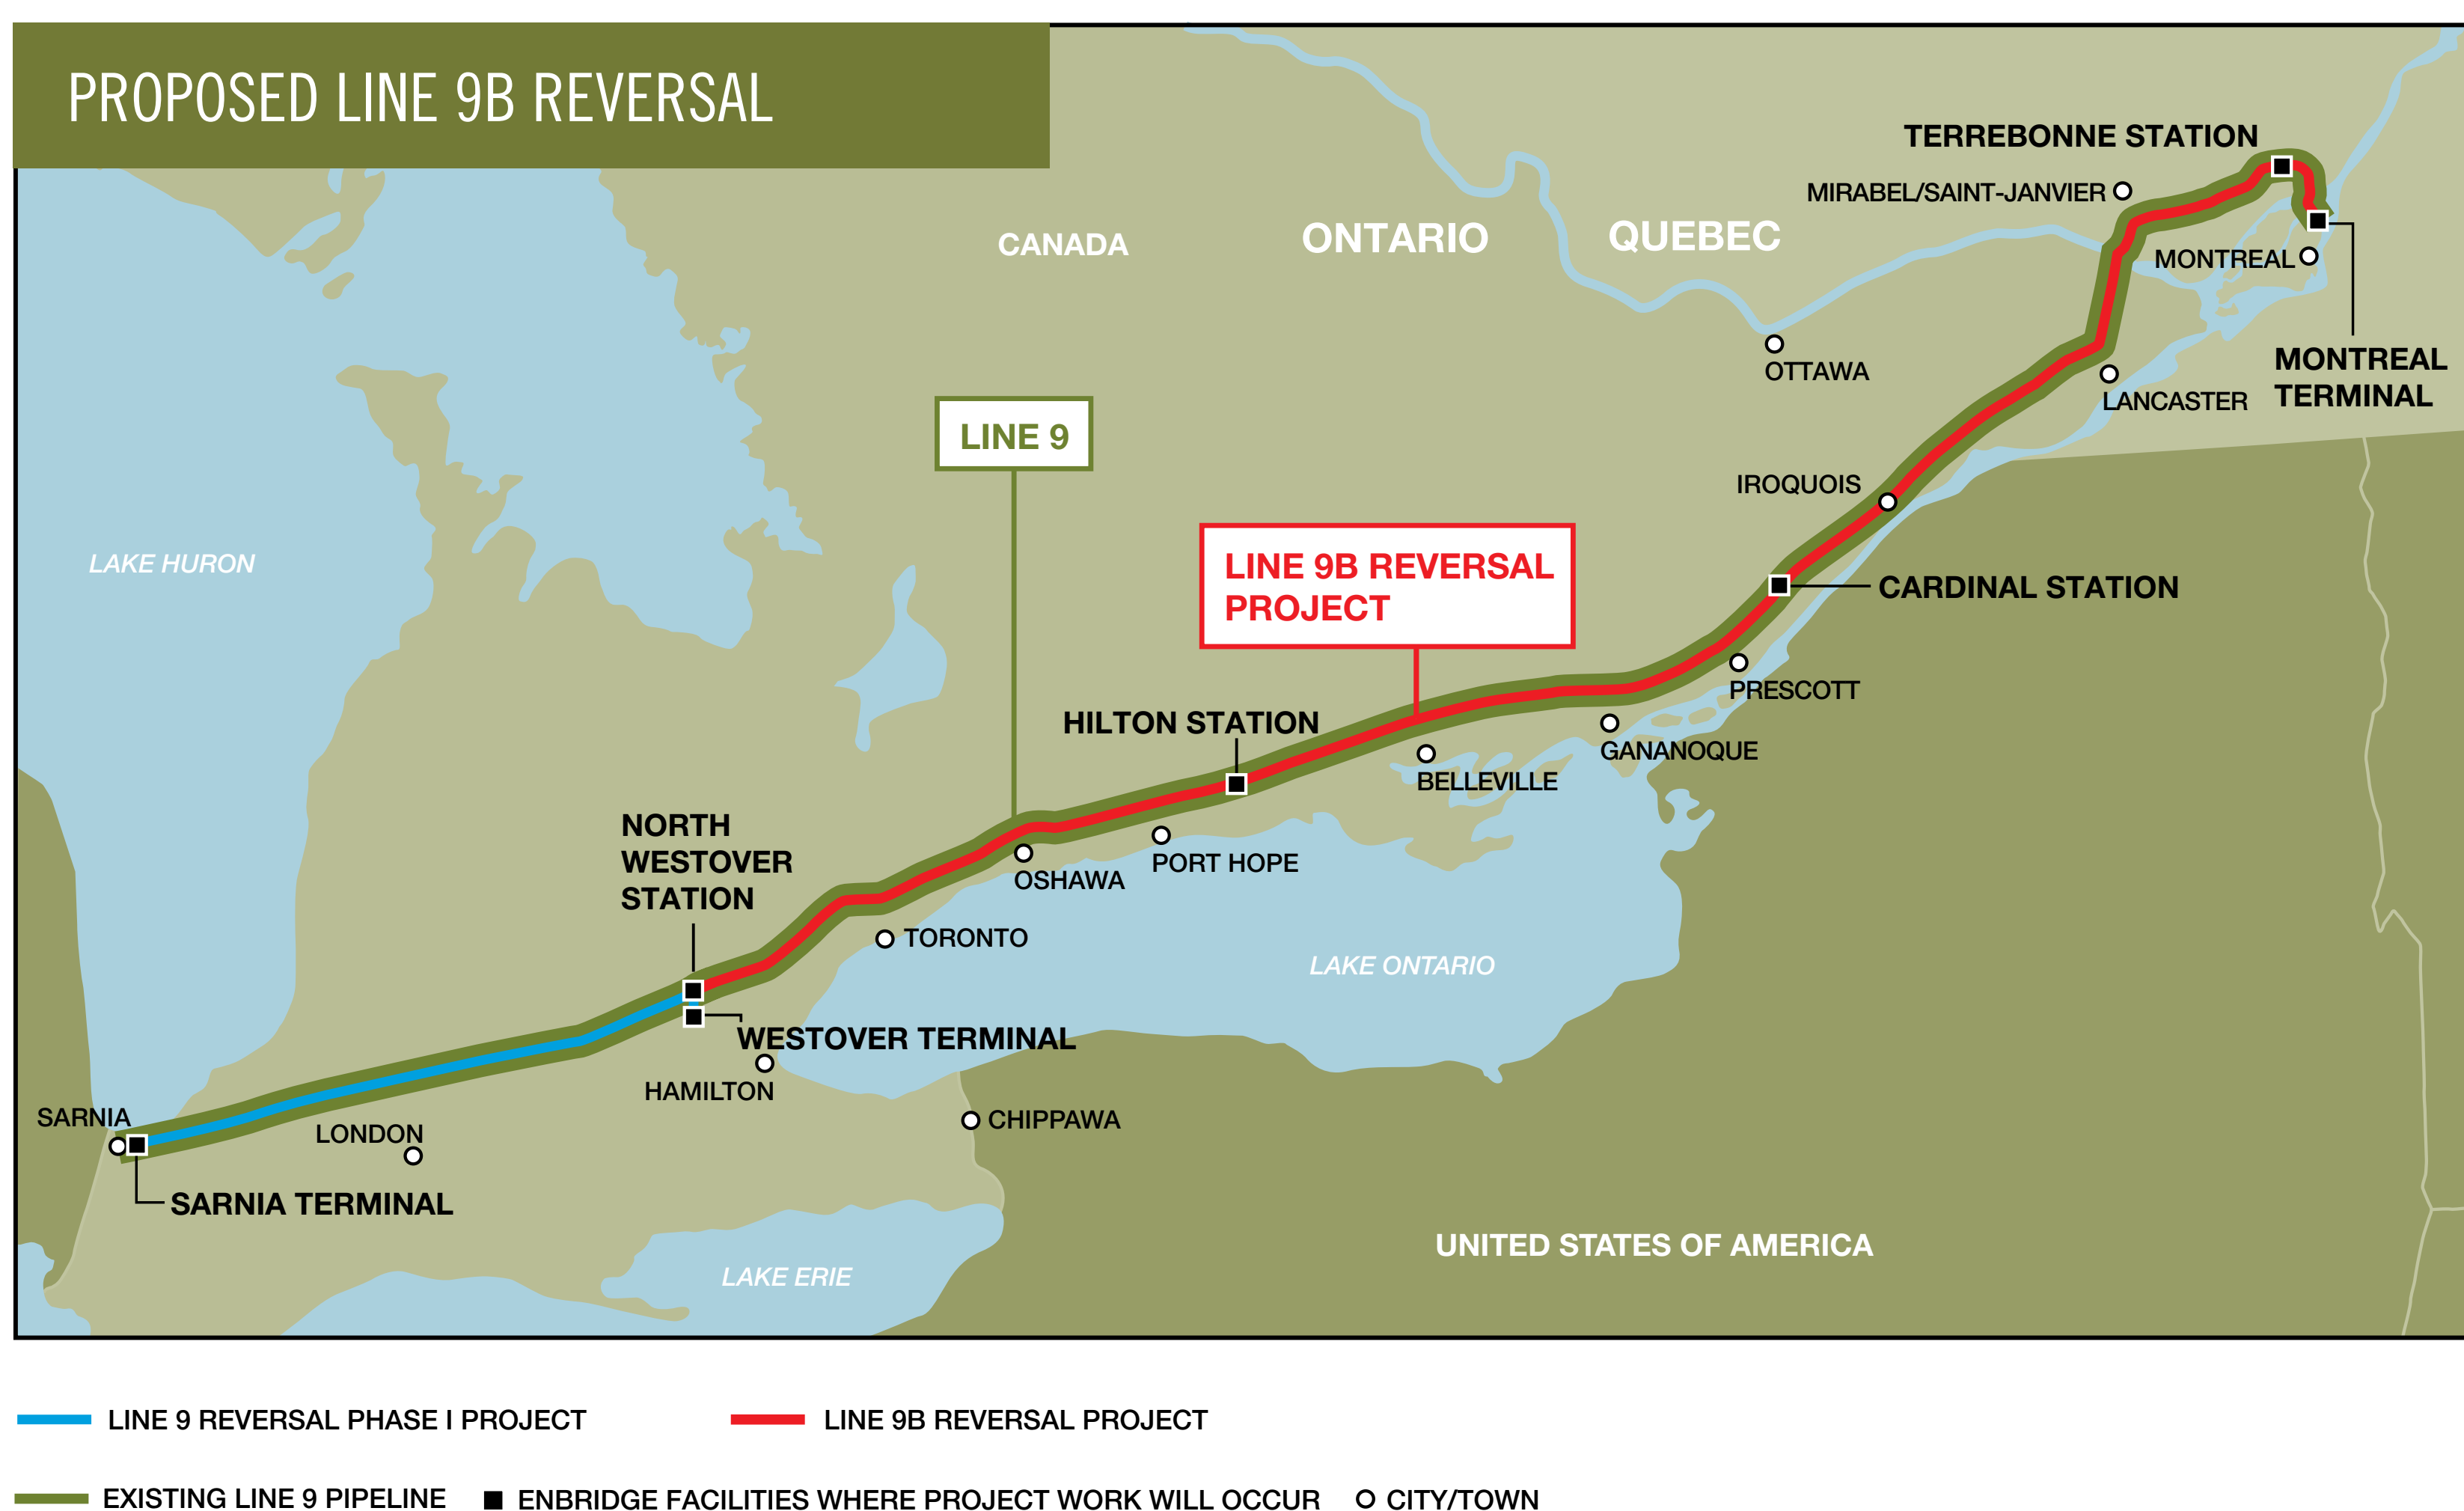 PROPOSED LINE 9B REVERSAL
TERREBONNE STATION
MIRABEL/SAINT-JANVIER
CANADA
ONTARIO
QUEBEC
MONTREAL
OTTAWA
MONTREAL
TERMINAL
LANCASTER
LINE 9
IROQUOIS
LAKE HURON
LINE 9B REVERSAL
PROJECT
CARDINAL STATION
PRESCOTT
HILTON STATION
GANANOQUE
BELLEVILLE
NORTH
WESTOVER
STATION
PORT HOPE
OSHAWA
TORONTO
LAKE ONTARIO
WESTOVER TERMINAL
HAMILTON
SARNIA
LONDON
CHIPPAWA
SARNIA TERMINAL
UNITED STATES OF AMERICA
LAKE ERIE
LINE 9 REVERSAL PHASE I PROJECT
LINE 9B REVERSAL PROJECT
EXISTING LINE 9 PIPELINE
ENBRIDGE FACILITIES WHERE PROJECT WORK WILL OCCUR
CITY/TOWN